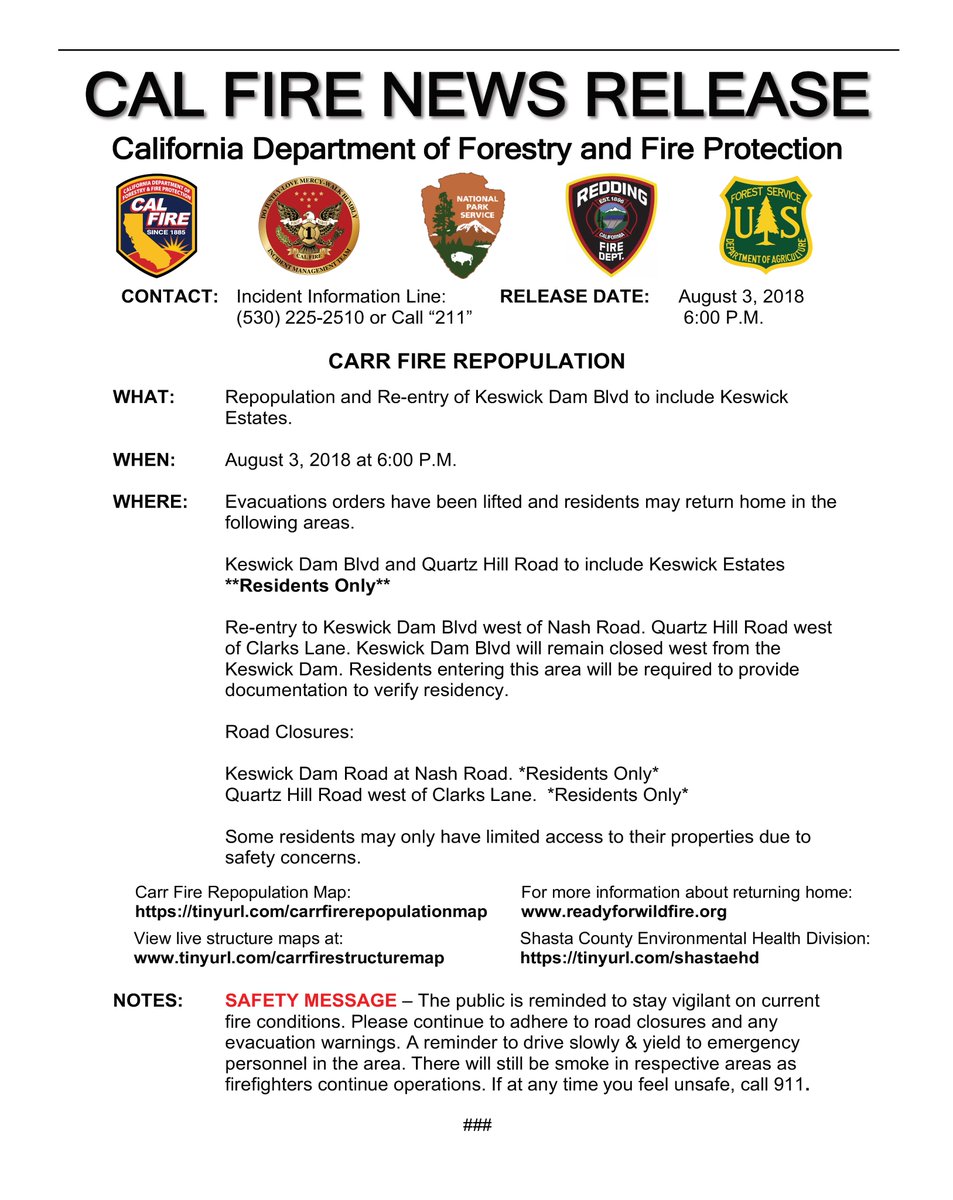 CAL FIRE NEWS RELEASE
California Department of Forestry and Fire Protection
CALIFORNIA DEPARTMENT OF
FORESTRY & FIRE PROTECTION
CAL
FIRE
SINCE 1885
DO JUSTLY-LOVE MERCY-WALK HUMBLY
1
CAL FIRE
INCIDENT MANAGEMENT TEAM
NATIONAL
PARK
SERVICE
REDDING
EST. 1886
CALIFORNIA
FIRE
DEPT.
FOREST SERVICE
U S
DEPARTMENT OF AGRICULTURE
CONTACT: Incident Information Line: RELEASE DATE: August 3, 2018
(530) 225-2510 or Call “211” 6:00 P.M.
CARR FIRE REPOPULATION
WHAT: Repopulation and Re-entry of Keswick Dam Blvd to include Keswick
Estates.
WHEN: August 3, 2018 at 6:00 P.M.
WHERE: Evacuations orders have been lifted and residents may return home in the
following areas.
Keswick Dam Blvd and Quartz Hill Road to include Keswick Estates
**Residents Only**
Re-entry to Keswick Dam Blvd west of Nash Road. Quartz Hill Road west
of Clarks Lane. Keswick Dam Blvd will remain closed west from the
Keswick Dam. Residents entering this area will be required to provide
documentation to verify residency.
Road Closures:
Keswick Dam Road at Nash Road. *Residents Only*
Quartz Hill Road west of Clarks Lane.  *Residents Only*
Some residents may only have limited access to their properties due to
safety concerns.
Carr Fire Repopulation Map:
https://tinyurl.com/carrfirerepopulationmap
View live structure maps at:
www.tinyurl.com/carrfirestructuremap
For more information about returning home:
www.readyforwildfire.org
Shasta County Environmental Health Division:
https://tinyurl.com/shastaehd
NOTES: SAFETY MESSAGE – The public is reminded to stay vigilant on current
fire conditions. Please continue to adhere to road closures and any
evacuation warnings. A reminder to drive slowly & yield to emergency
personnel in the area. There will still be smoke in respective areas as
firefighters continue operations. If at any time you feel unsafe, call 911.
###